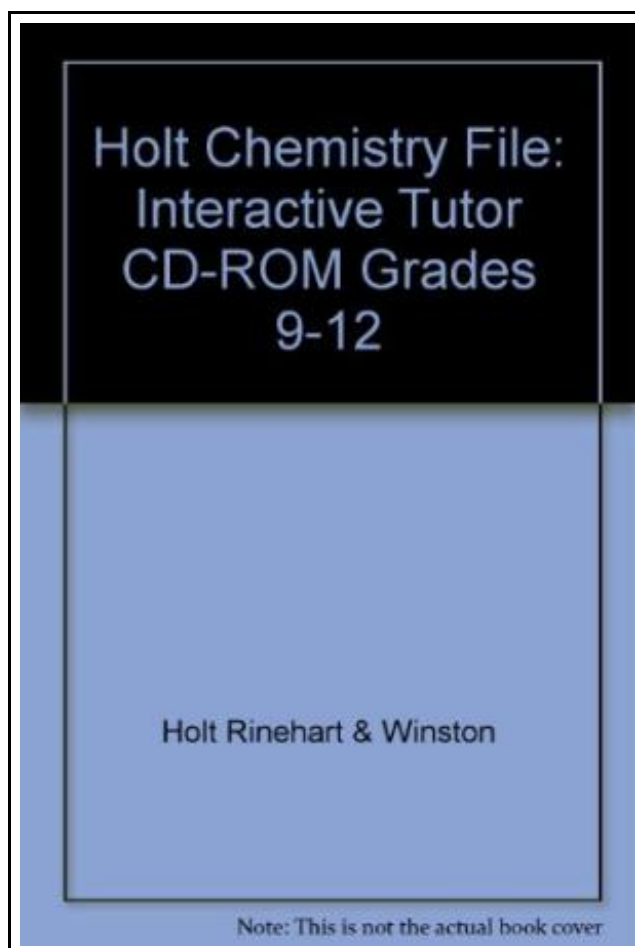 Holt Chemistry File:
Interactive Tutor
CD-ROM Grades
9-12
Holt Rinehart & Winston
Note: This is not the actual book cover